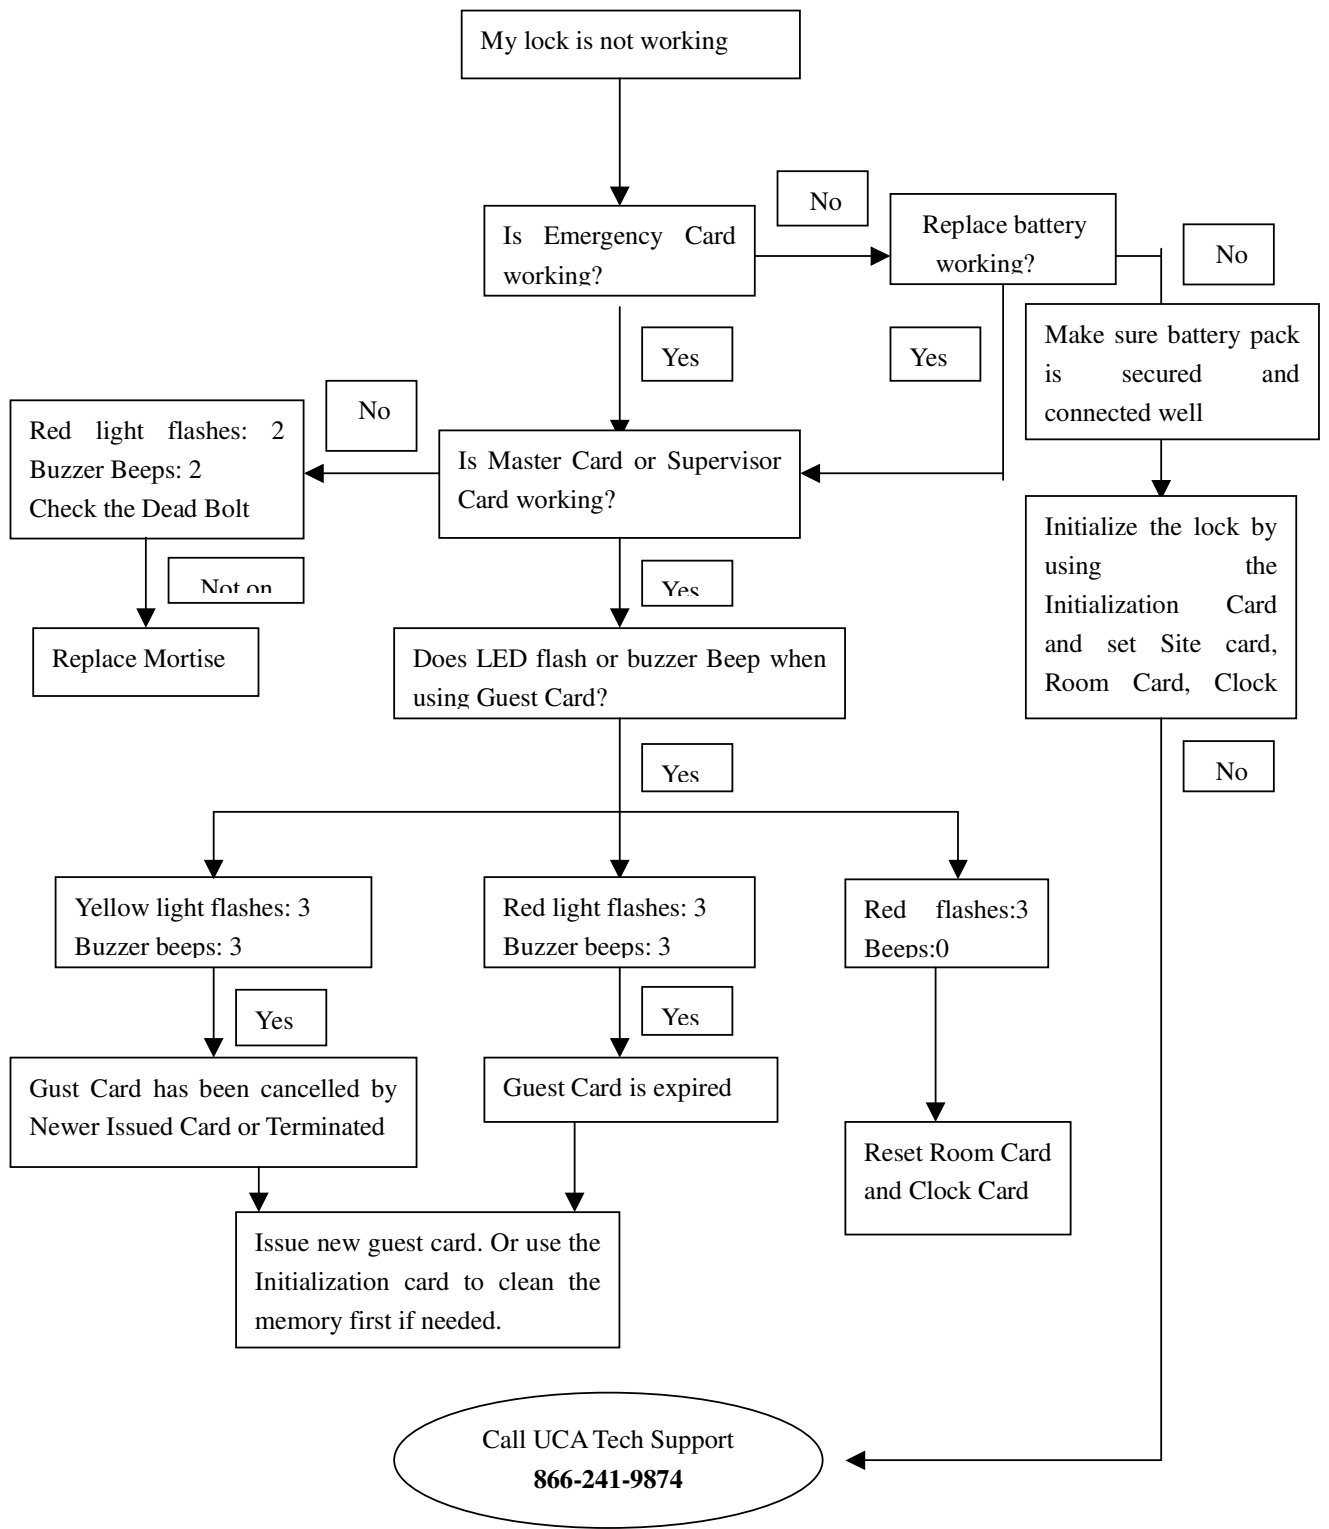 My lock is not working
No
Replace battery
working?
Is Emergency Card
working?
No
Yes
Yes
Make sure battery pack
is secured and
connected well
No
Red light flashes: 2
Buzzer Beeps: 2
Check the Dead Bolt
Is Master Card or Supervisor
Card working?
Initialize the lock by
using the
Initialization Card
and set Site card,
Room Card, Clock
Not on
Yes
Replace Mortise
Does LED flash or buzzer Beep when
using Guest Card?
Yes
No
Yellow light flashes: 3
Buzzer beeps: 3
Red light flashes: 3
Buzzer beeps: 3
Red flashes:3
Beeps:0
Yes
Yes
Gust Card has been cancelled by
Newer Issued Card or Terminated
Guest Card is expired
Reset Room Card
and Clock Card
Issue new guest card. Or use the
Initialization card to clean the
memory first if needed.
Call UCA Tech Support
866-241-9874